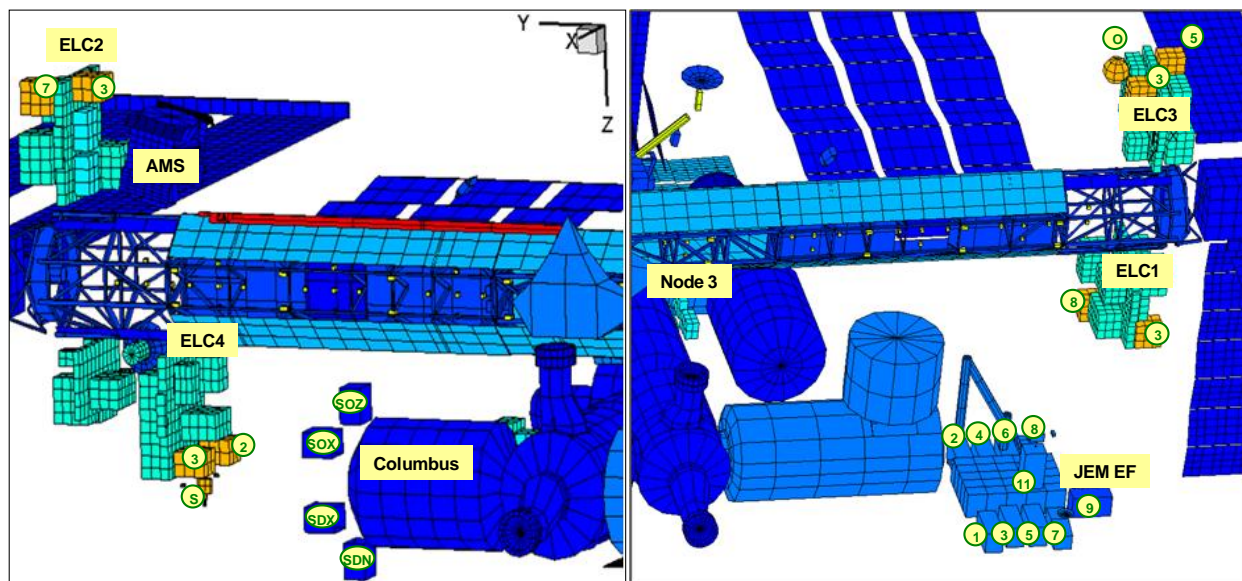 ELC2
7
3
AMS
Y
X
Z
ELC4
3
2
S
SOZ
SOX
SDX
SDN
Columbus
O
5
3
ELC3
Node 3
ELC1
8
3
2
4
6
8
JEM EF
11
9
1
3
5
7